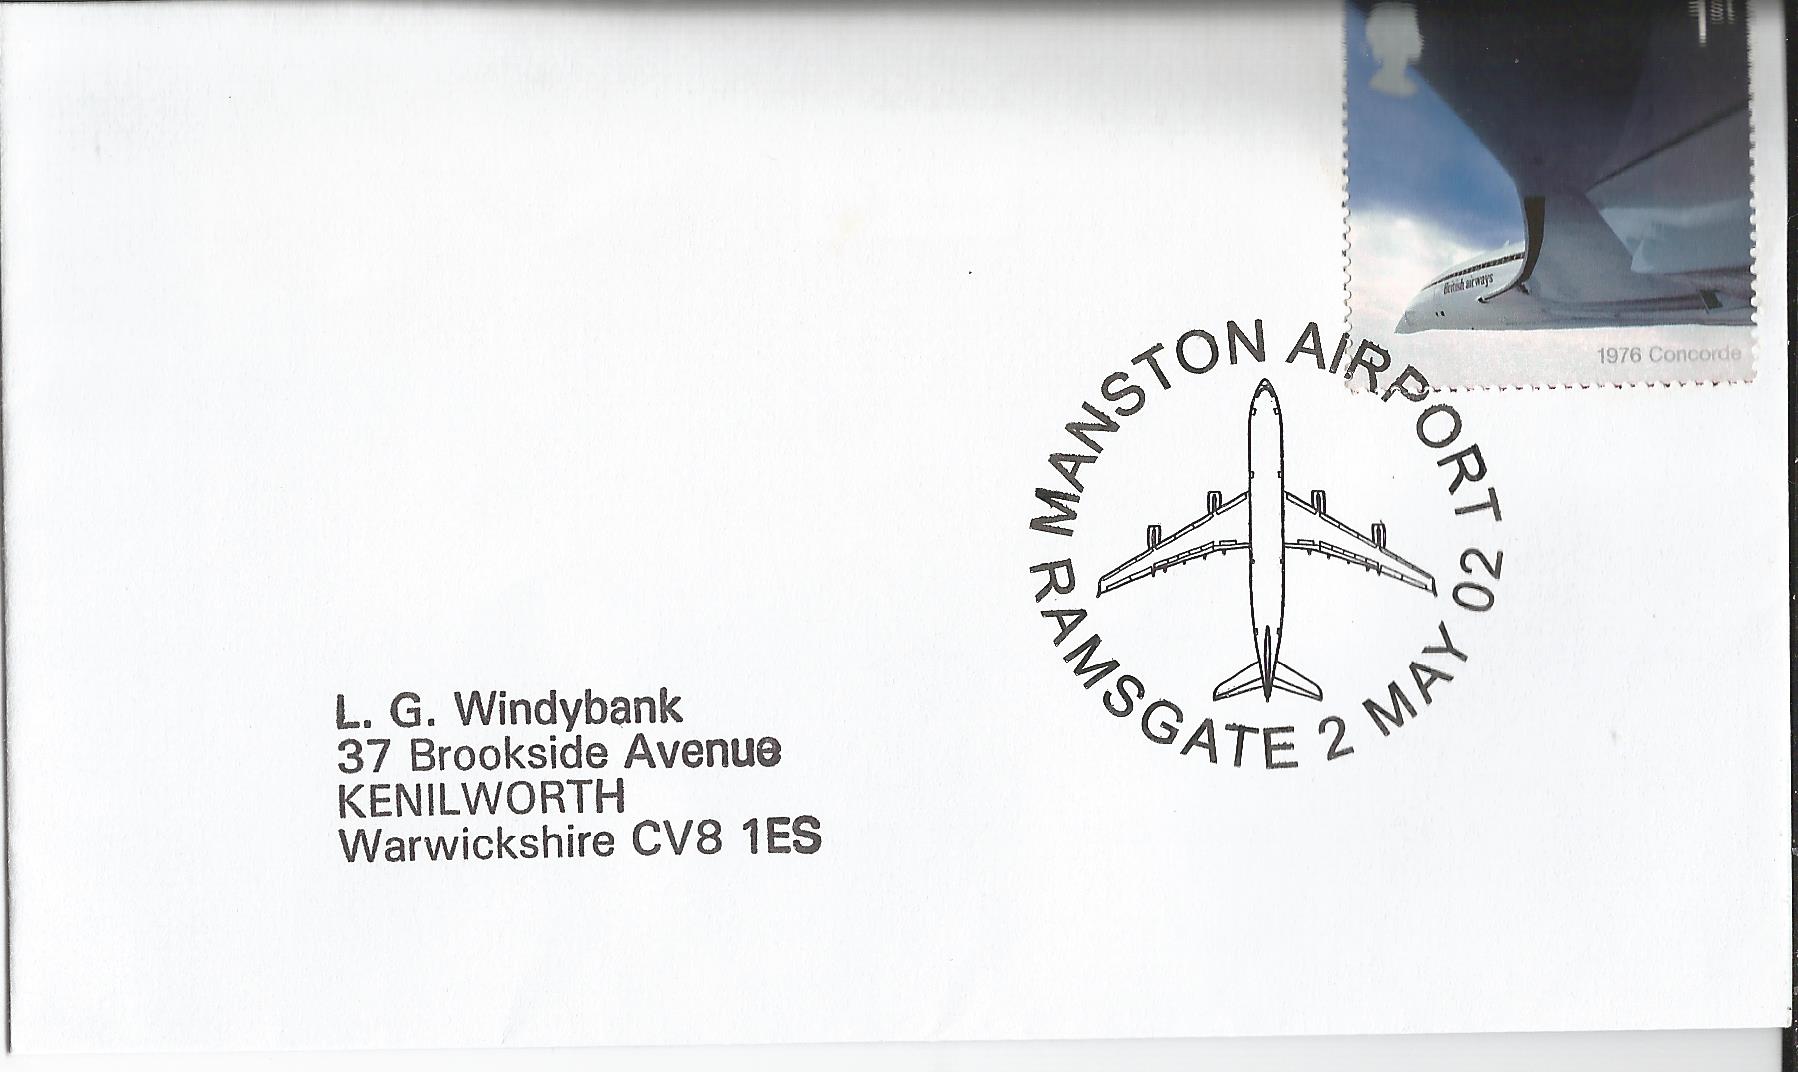 1st
British airways
1976 Concorde
MANSTON AIRPORT
RAMSGATE 2 MAY 02
L. G. Windybank
37 Brookside Avenue
KENILWORTH
Warwickshire CV8 1ES